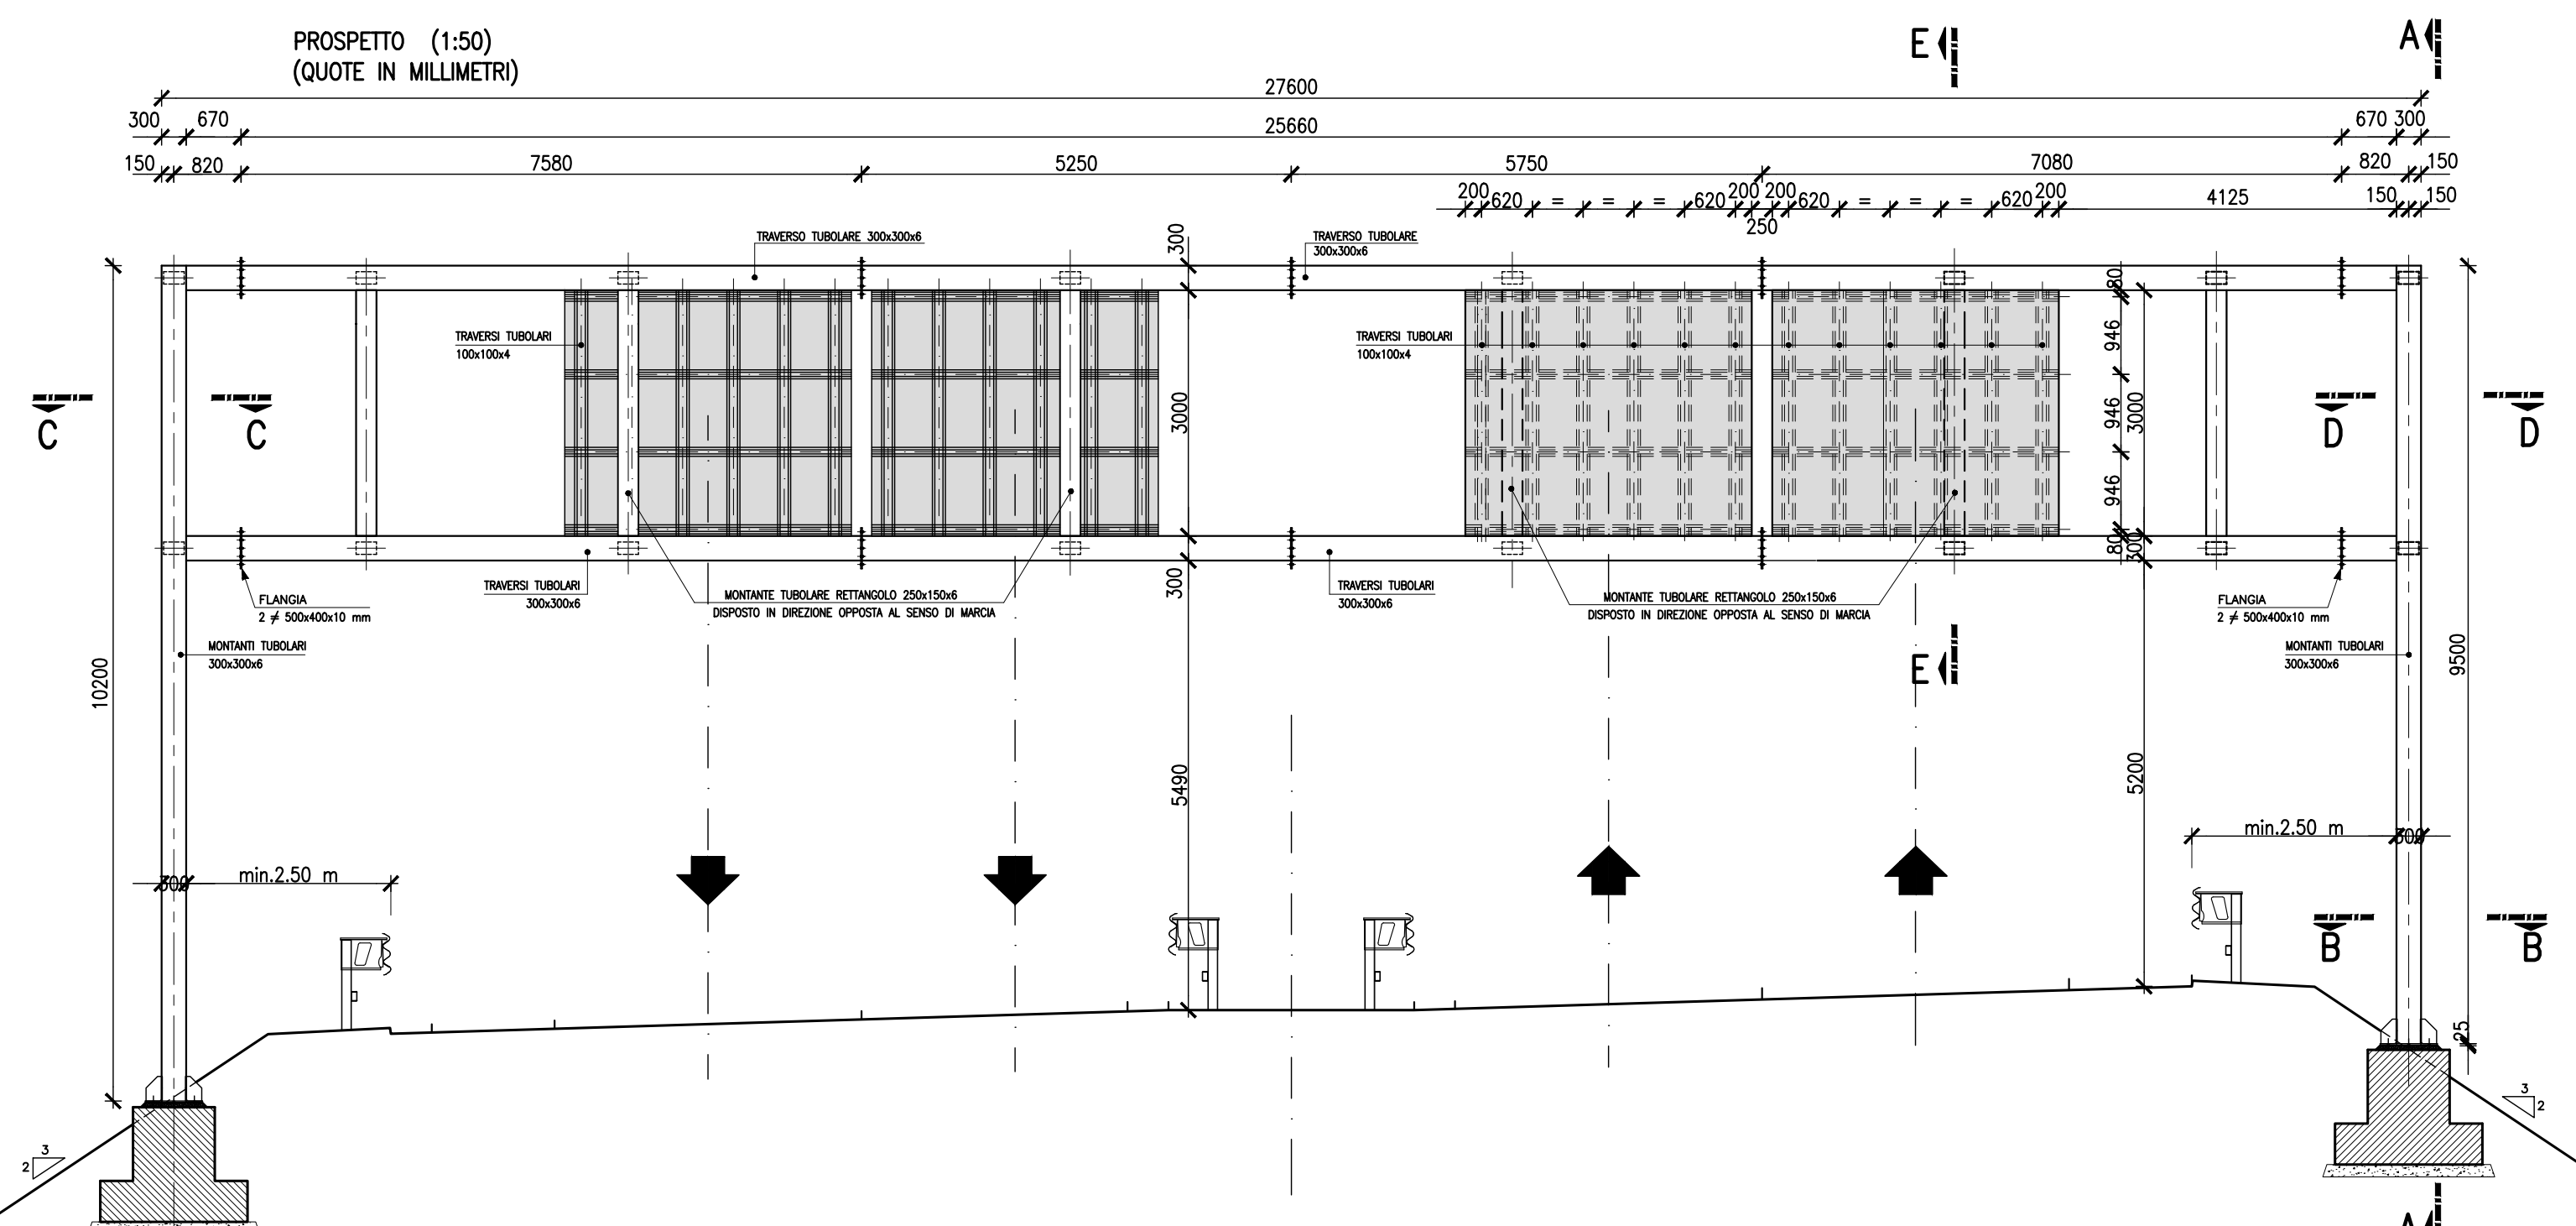 PROSPETTO (1:50)
(QUOTE IN MILLIMETRI)
E
A
27600
300 670 25660 670 300
150 820 7580 5250 5750 7080 820 150
200 620 = = = 620 200 200 620 = = = 620 200 4125 150 150
250
TRAVERSO TUBOLARE 300x300x6
300
TRAVERSO TUBOLARE
300x300x6
80
TRAVERSI TUBOLARI
100x100x4
TRAVERSI TUBOLARI
100x100x4
946
C C
3000
946 3000
D D
946
80 300
TRAVERSI TUBOLARI
300x300x6
300
TRAVERSI TUBOLARI
300x300x6
FLANGIA
2 ≠ 500x400x10 mm
MONTANTE TUBOLARE RETTANGOLO 250x150x6
DISPOSTO IN DIREZIONE OPPOSTA AL SENSO DI MARCIA
MONTANTE TUBOLARE RETTANGOLO 250x150x6
DISPOSTO IN DIREZIONE OPPOSTA AL SENSO DI MARCIA
FLANGIA
2 ≠ 500x400x10 mm
MONTANTI TUBOLARI
300x300x6
E
MONTANTI TUBOLARI
300x300x6
10200
9500
5490
5200
300 min.2.50 m
min.2.50 m 300
B B
25
3
2
3
2
A